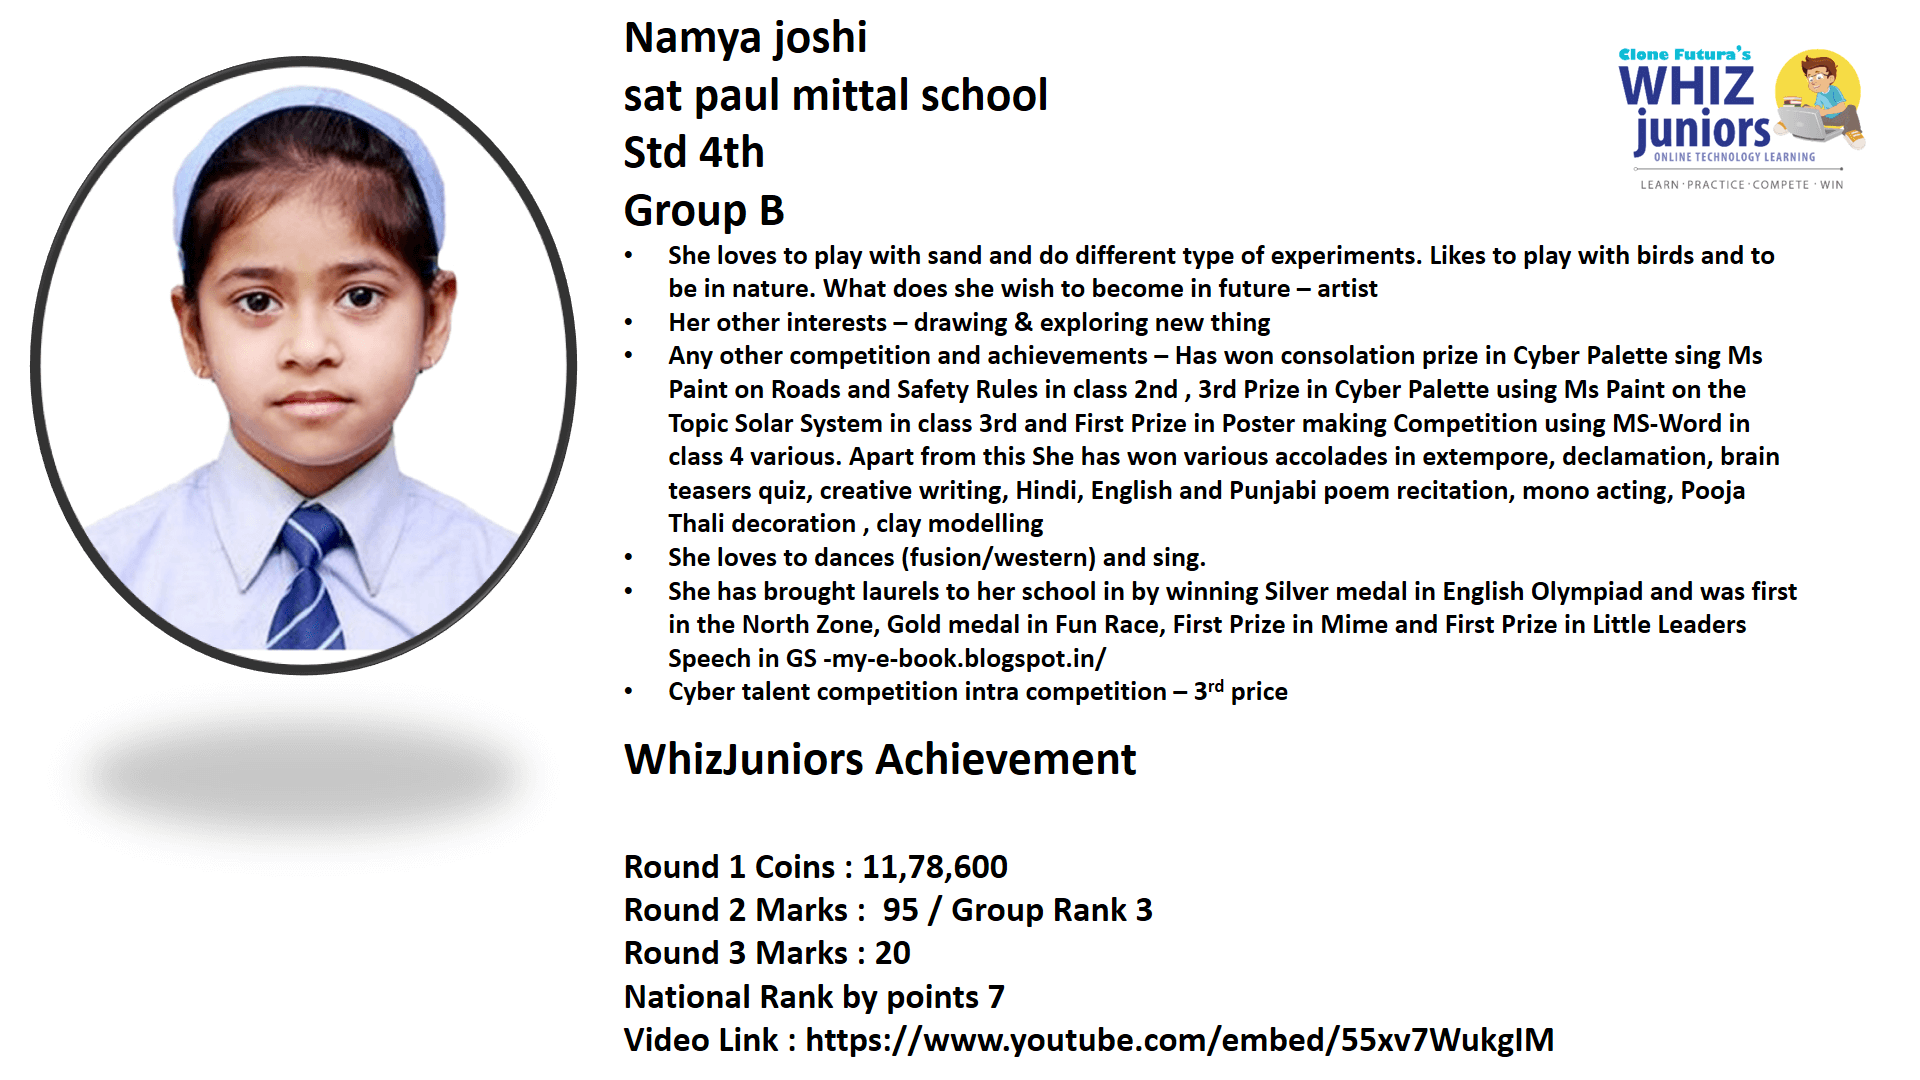 Namya joshi
sat paul mittal school
Std 4th
Group B
Clone Futura's
WHIZ
juniors
ONLINE TECHNOLOGY LEARNING
LEARN · PRACTICE · COMPETE · WIN
• She loves to play with sand and do different type of experiments. Likes to play with birds and to
be in nature. What does she wish to become in future – artist
• Her other interests – drawing & exploring new thing
• Any other competition and achievements – Has won consolation prize in Cyber Palette sing Ms
Paint on Roads and Safety Rules in class 2nd , 3rd Prize in Cyber Palette using Ms Paint on the
Topic Solar System in class 3rd and First Prize in Poster making Competition using MS-Word in
class 4 various. Apart from this She has won various accolades in extempore, declamation, brain
teasers quiz, creative writing, Hindi, English and Punjabi poem recitation, mono acting, Pooja
Thali decoration , clay modelling
• She loves to dances (fusion/western) and sing.
• She has brought laurels to her school in by winning Silver medal in English Olympiad and was first
in the North Zone, Gold medal in Fun Race, First Prize in Mime and First Prize in Little Leaders
Speech in GS -my-e-book.blogspot.in/
• Cyber talent competition intra competition – 3rd price
WhizJuniors Achievement
Round 1 Coins : 11,78,600
Round 2 Marks :  95 / Group Rank 3
Round 3 Marks : 20
National Rank by points 7
Video Link : https://www.youtube.com/embed/55xv7WukgIM